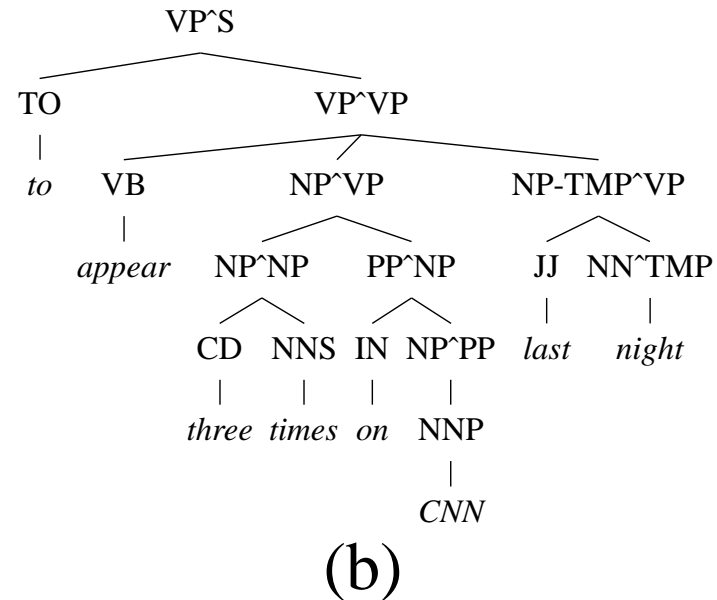 VP^S
TO VP^VP
to VB NP^VP NP-TMP^VP
appear NP^NP PP^NP JJ NN^TMP
CD NNS IN NP^PP last night
three times on NNP
CNN
(b)